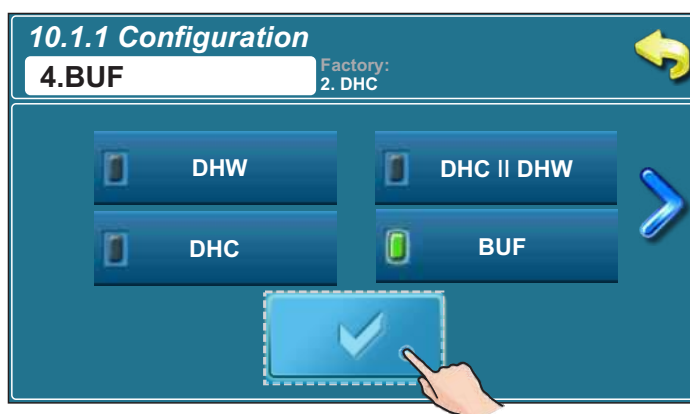 10.1.1 Configuration
4.BUF
Factory:
2. DHC
DHW
DHC II DHW
DHC
BUF